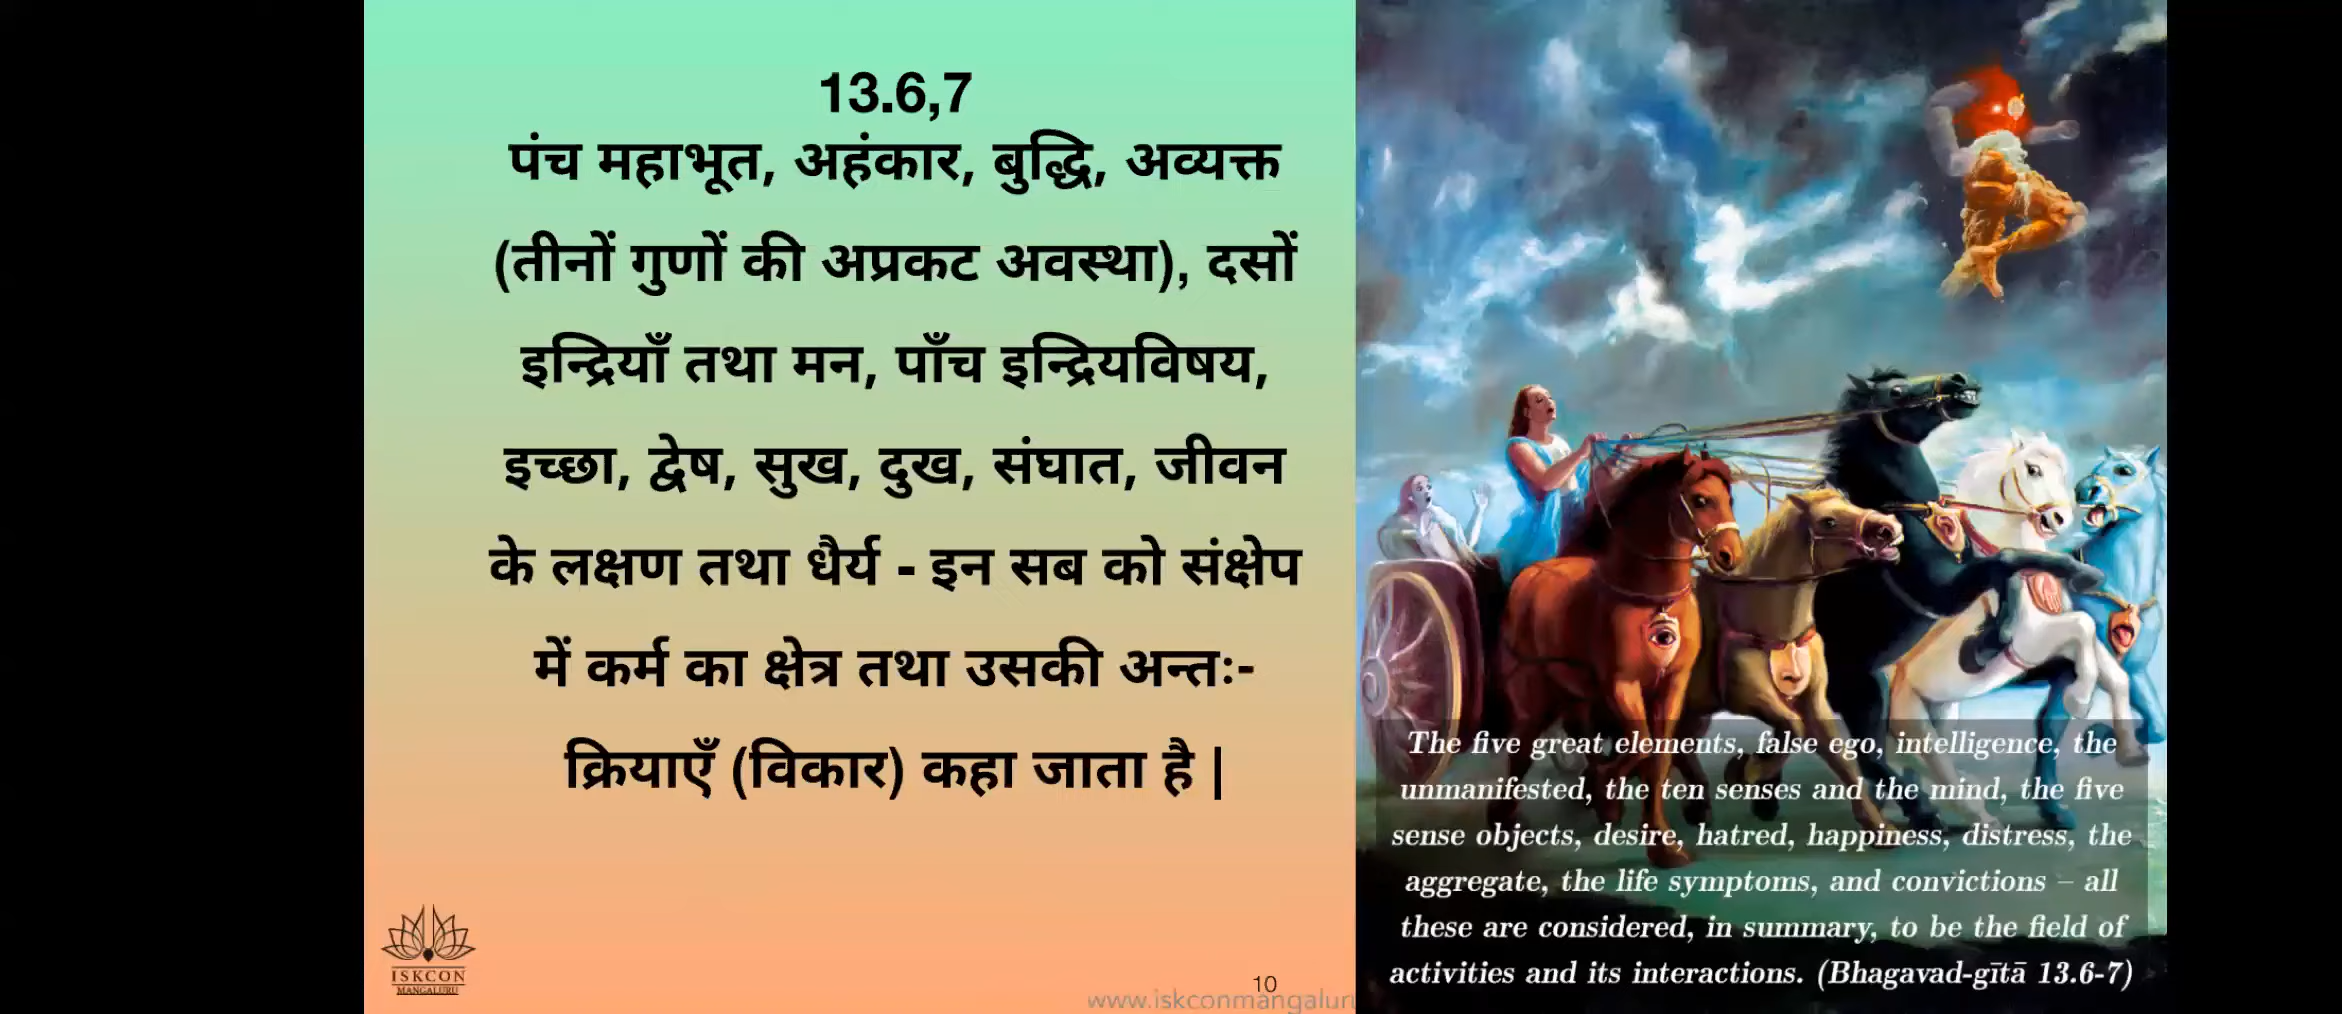 13.6,7
पंच महाभूत, अहंकार, बुद्धि, अव्यक्त
(तीनों गुणों की अप्रकट अवस्था), दसों
इन्द्रियाँ तथा मन, पाँच इन्द्रियविषय,
इच्छा, द्वेष, सुख, दुख, संघात, जीवन
के लक्षण तथा धैर्य - इन सब को संक्षेप
में कर्म का क्षेत्र तथा उसकी अन्तः-
क्रियाएँ (विकार) कहा जाता है |
ISKCON
MANGALURU
10
www.iskconmangaluru
The five great elements, false ego, intelligence, the
unmanifested, the ten senses and the mind, the five
sense objects, desire, hatred, happiness, distress, the
aggregate, the life symptoms, and convictions – all
these are considered, in summary, to be the field of
activities and its interactions. (Bhagavad-gītā 13.6-7)